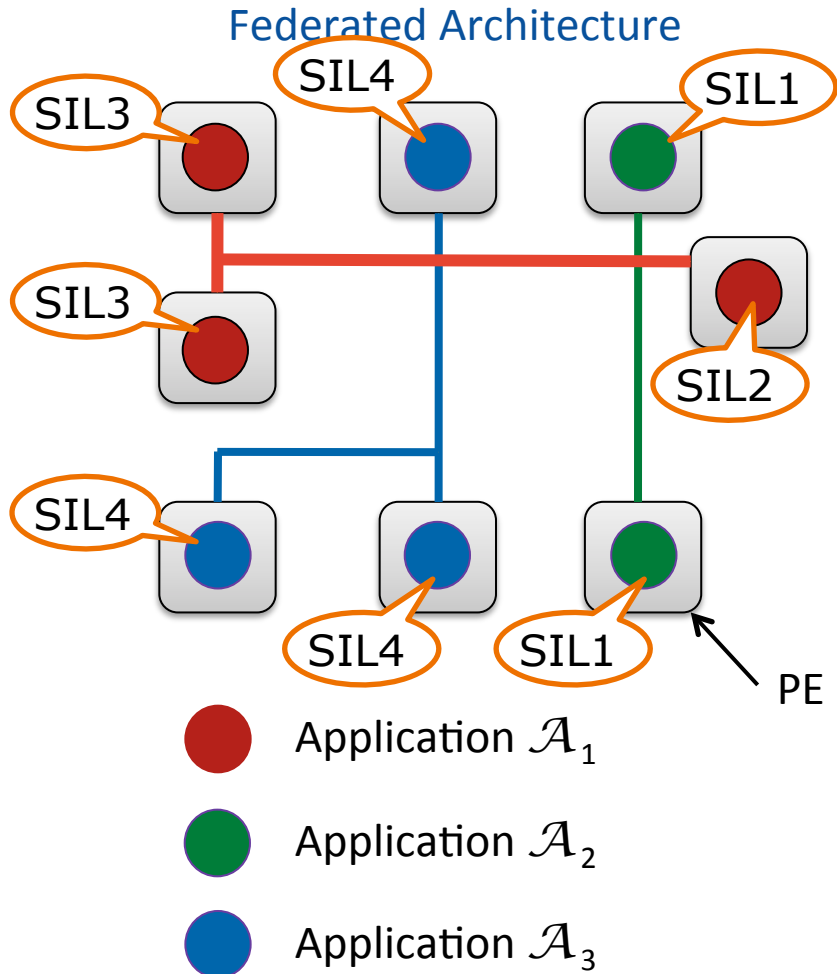 Federated Architecture
SIL3
SIL4
SIL1
SIL3
SIL2
SIL4
SIL4
SIL1
PE
Application 𝒜1
Application 𝒜2
Application 𝒜3